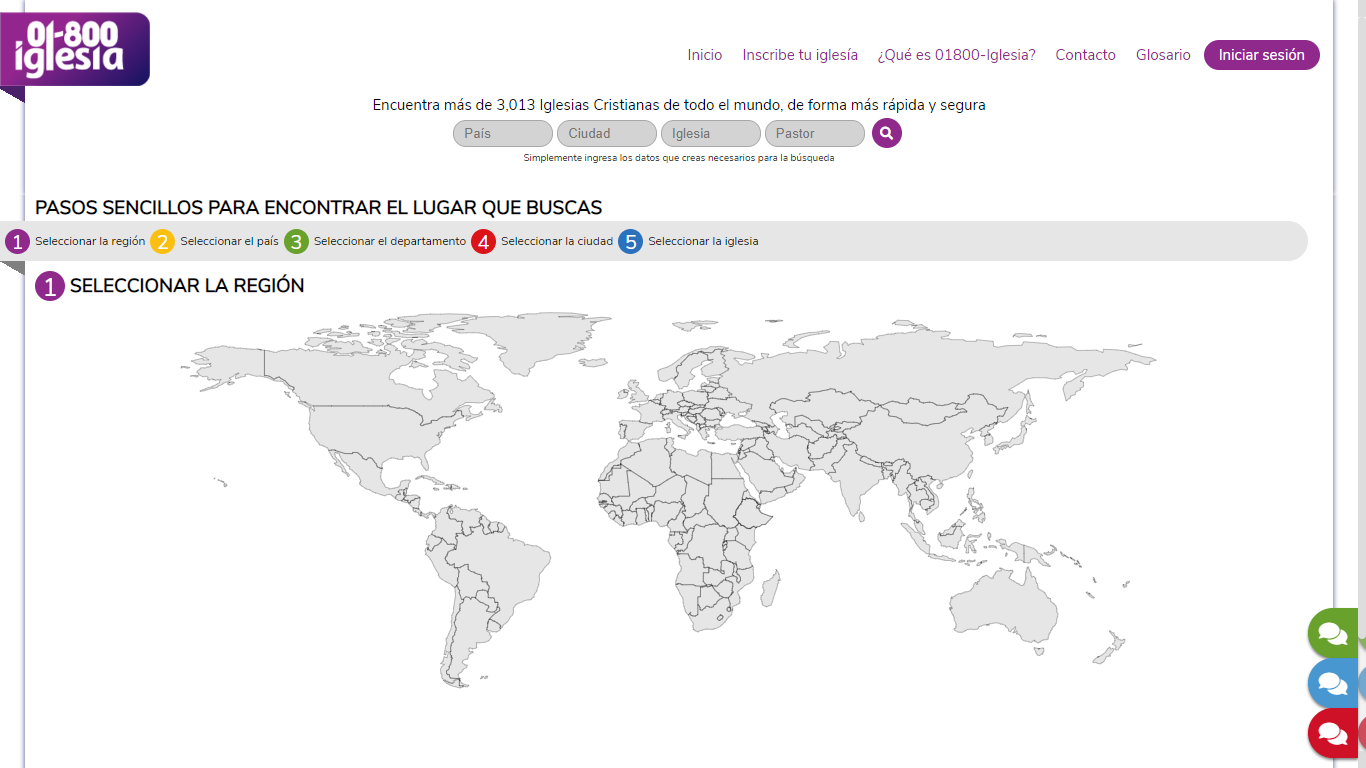 01-800
iglesia
Inicio Inscribe tu iglesía ¿Qué es 01800-Iglesia? Contacto Glosario Iniciar sesión
Encuentra más de 3,013 Iglesias Cristianas de todo el mundo, de forma más rápida y segura
País Ciudad Iglesia Pastor
Simplemente ingresa los datos que creas necesarios para la búsqueda
PASOS SENCILLOS PARA ENCONTRAR EL LUGAR QUE BUSCAS
1 Seleccionar la región 2 Seleccionar el país 3 Seleccionar el departamento 4 Seleccionar la ciudad 5 Seleccionar la iglesia
1 SELECCIONAR LA REGIÓN